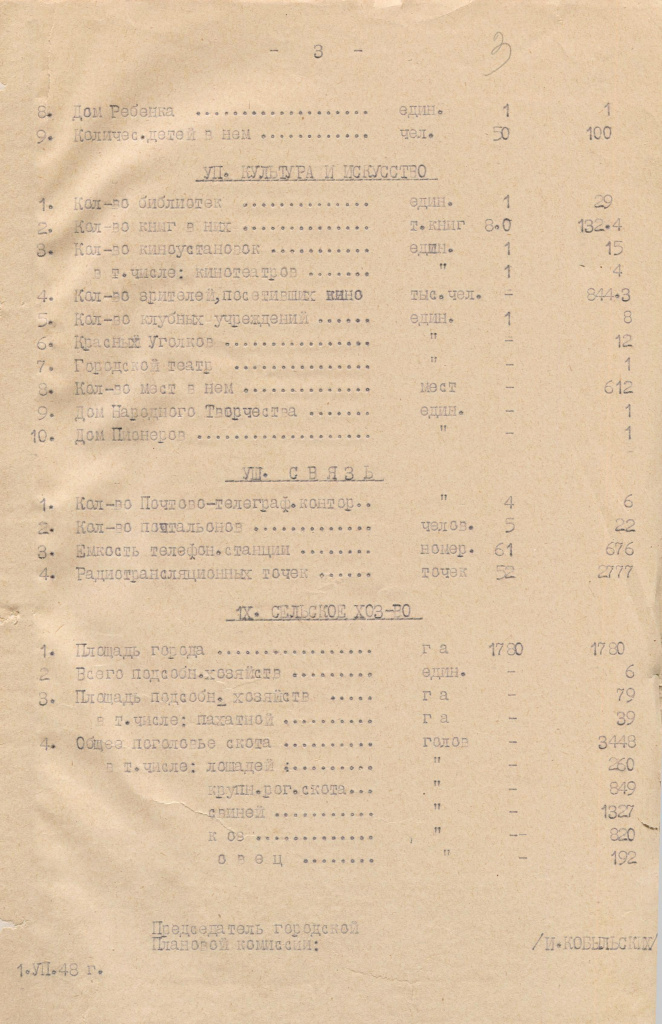 - 3 -
3
8. Дом Ребенка .................. един. 1 1
9. Количес.детей в нем ............ чел. 50 100
УП. КУЛЬТУРА И ИСКУССТВО
1. Кол-во библиотек .............. един. 1 29
2. Кол-во книг в них .............. т.книг 8.0 132.4
3. Кол-во киноустановок ........... един. 1 15
в т.числе: кинотеатров ........ " 1 4
4. Кол-во зрителей,посетивших кино тыс.чел. - 844.3
5. Кол-во клубных учреждений ...... един. 1 8
6. Красных Уголков ................ " - 12
7. Городской театр ................ " - 1
8. Кол-во мест в нем .............. мест - 612
9. Дом Народного Творчества ....... един. - 1
10. Дом Пионеров .................. " - 1
УШ. С В Я З Ь
1. Кол-во Почтово-телеграф.контор.. " 4 6
2. Кол-во почтальонов ............. челов. 5 22
3. Емкость телефон.станции ........ номер. 61 676
4. Радиотрансляционных точек ...... точек 52 2777
1Х. СЕЛЬСКОЕ ХОЗ-ВО
1. Площадь города ................. г а 1780 1780
2 Всего подсобн.хозяйств .......... един. - 6
3. Площадь подсобн. хозяйств ..... г а - 79
в т.числе: пахатной .......... г а - 39
4. Общее поголовье скота .......... голов - 3448
в т.числе: лошадей .......... " - 260
крупн.рог.скота... " - 849
свиней ........... " - 1327
к оз ............. " -- 820
о в е ц ........ " - 192
Председатель городской
Плановой комиссии: /И.КОБЫЛЬСКИХ/
1.УП.48 г.